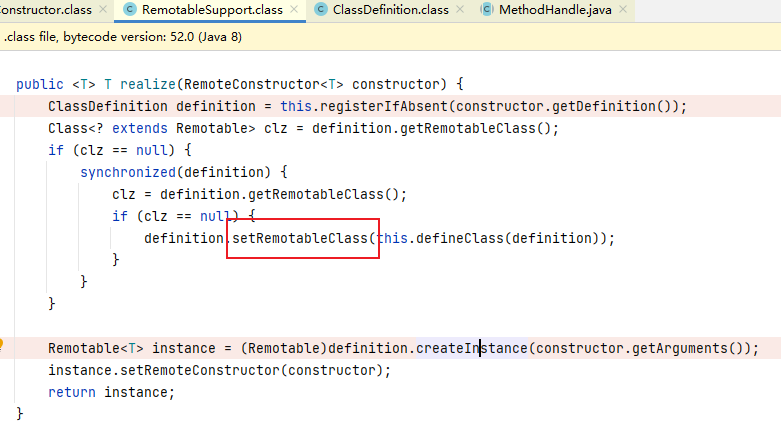 Constructor.class RemotableSupport.class ClassDefinition.class MethodHandle.java
.class file, bytecode version: 52.0 (Java 8)
public <T> T realize(RemoteConstructor<T> constructor) {
ClassDefinition definition = this.registerIfAbsent(constructor.getDefinition());
Class<? extends Remotable> clz = definition.getRemotableClass();
if (clz == null) {
synchronized(definition) {
clz = definition.getRemotableClass();
if (clz == null) {
definition.setRemotableClass(this.defineClass(definition));
}
}
}
Remotable<T> instance = (Remotable)definition.createInstance(constructor.getArguments());
instance.setRemoteConstructor(constructor);
return instance;
}